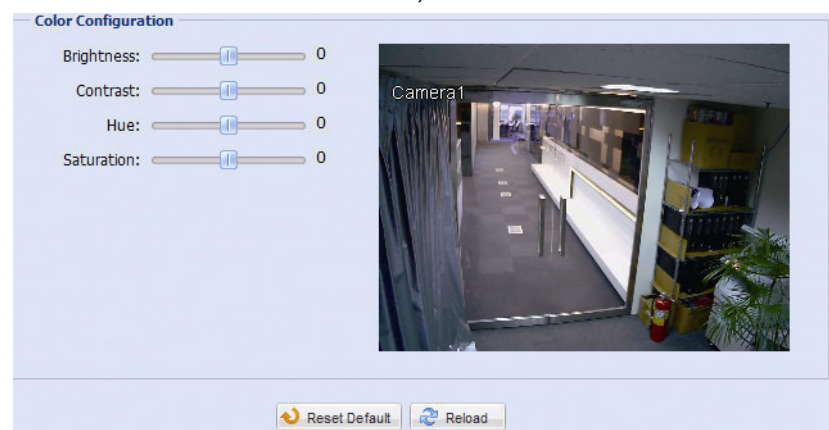 Color Configuration
Brightness: 0
Contrast: 0
Hue: 0
Saturation: 0
Camera1
Reset Default
Reload